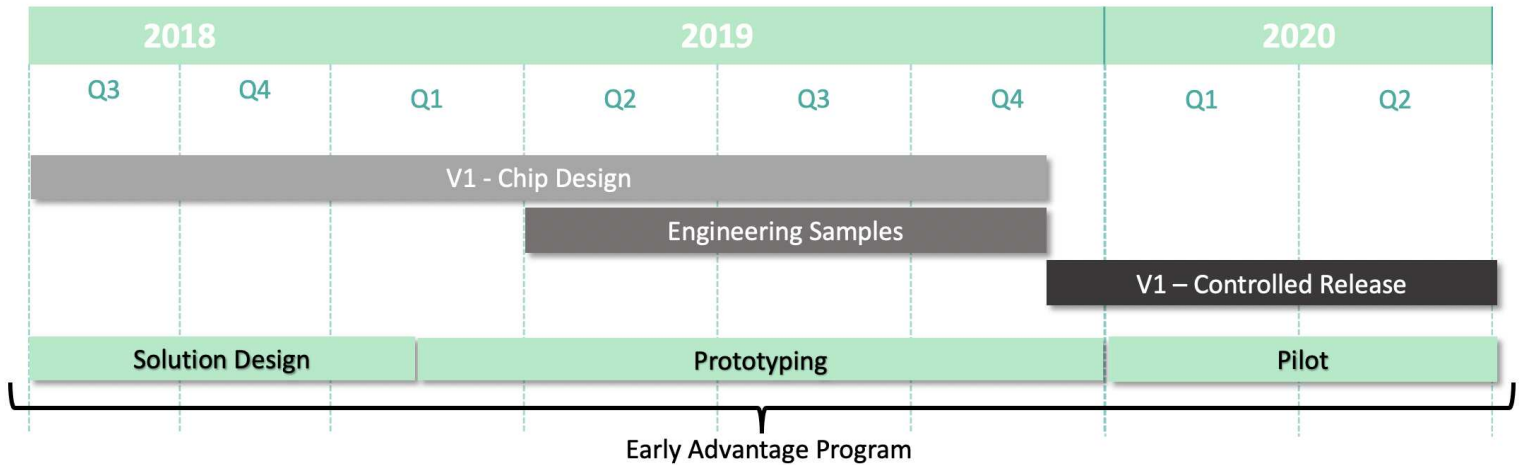 2018 2019 2020
Q3 Q4 Q1 Q2 Q3 Q4 Q1 Q2
V1 - Chip Design
Engineering Samples
V1 – Controlled Release
Solution Design Prototyping Pilot
Early Advantage Program